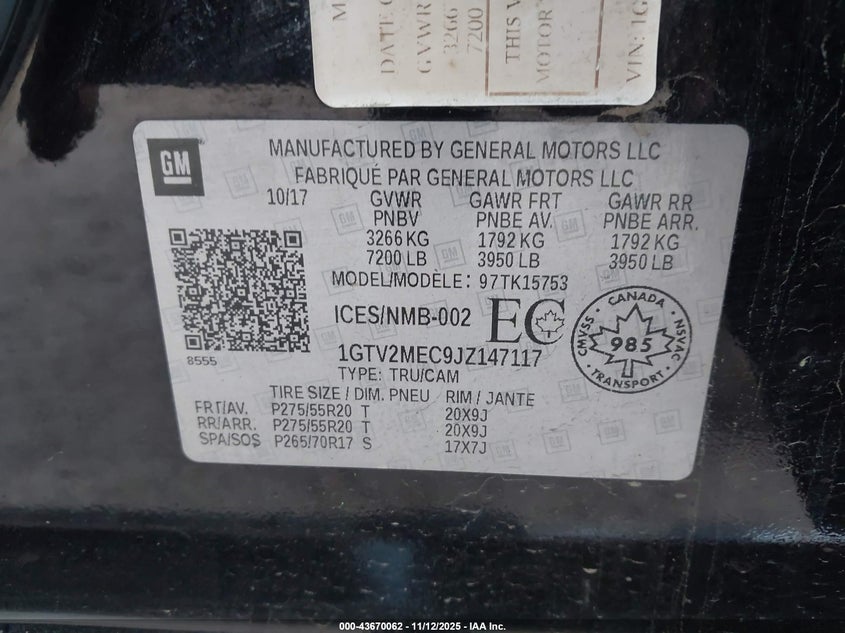 M
DATE O
GVWR
3266
7200
THIS V
MOTOR
VIN: 1G
GM
MANUFACTURED BY GENERAL MOTORS LLC
FABRIQUÉ PAR GENERAL MOTORS LLC
10/17 GVWR GAWR FRT GAWR RR
PNBV PNBE AV. PNBE ARR.
3266 KG 1792 KG 1792 KG
7200 LB 3950 LB 3950 LB
MODEL/MODÈLE: 97TK15753
ICES/NMB-002 EC
CANADA
CMVSS 985 NSVAC
TRANSPORT
8555
1GTV2MEC9JZ147117
TYPE: TRU/CAM
TIRE SIZE / DIM. PNEU RIM / JANTE
FRT/AV. P275/55R20 T 20X9J
RR/ARR. P275/55R20 T 20X9J
SPA/SOS P265/70R17 S 17X7J
000-43670062 - 11/12/2025 - IAA Inc.